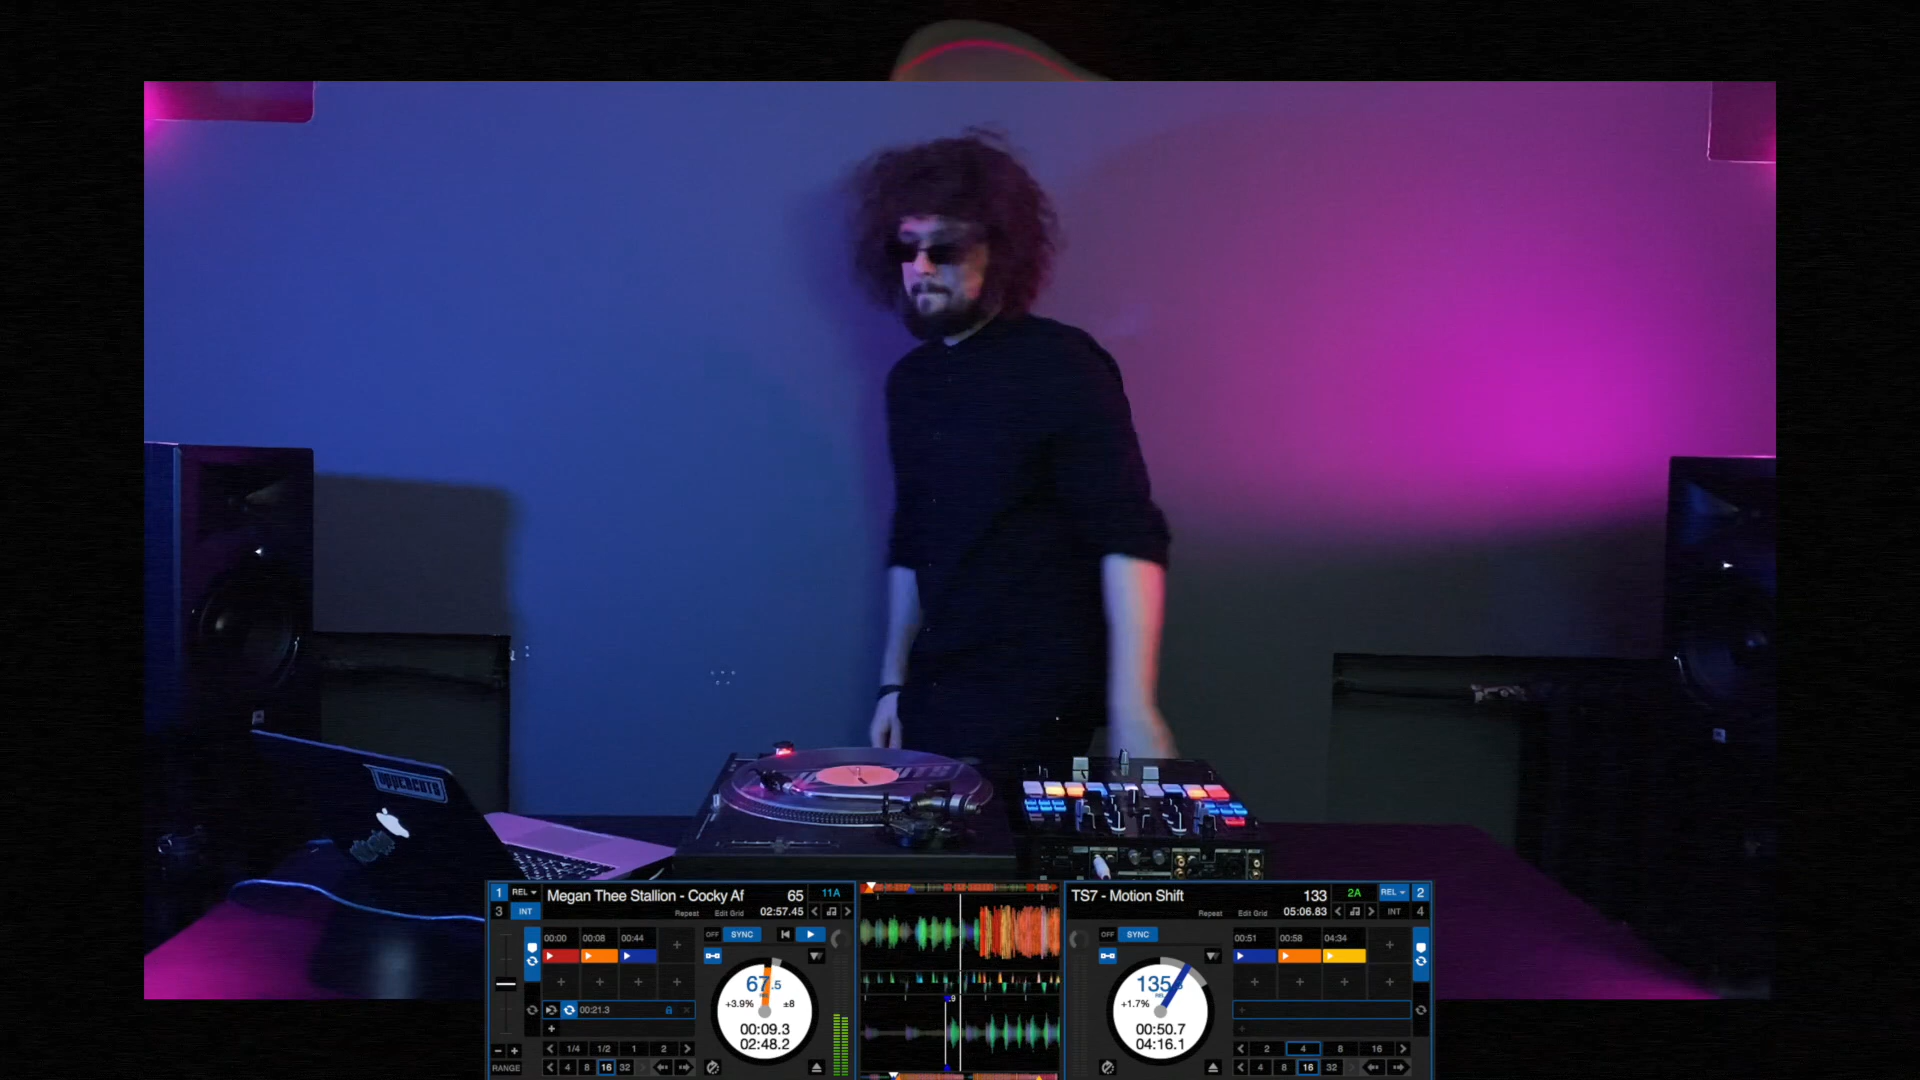 1 REL Megan Thee Stallion - Cocky Af 65 11A
3 INT Repeat Edit Grid 02:57.45
00:00 00:08 00:44 OFF SYNC
67.5
+3.9% ±8
00:21.3
00:09.3
02:48.2
1/4 1/2 1 2
4 8 16 32
RANGE
TS7 - Motion Shift 133 2A REL 2
Repeat Edit Grid 05:06.83 INT 4
OFF SYNC 00:51 00:58 04:34
+1.7%
00:50.7
04:16.1
2 4 8 16
4 8 16 32